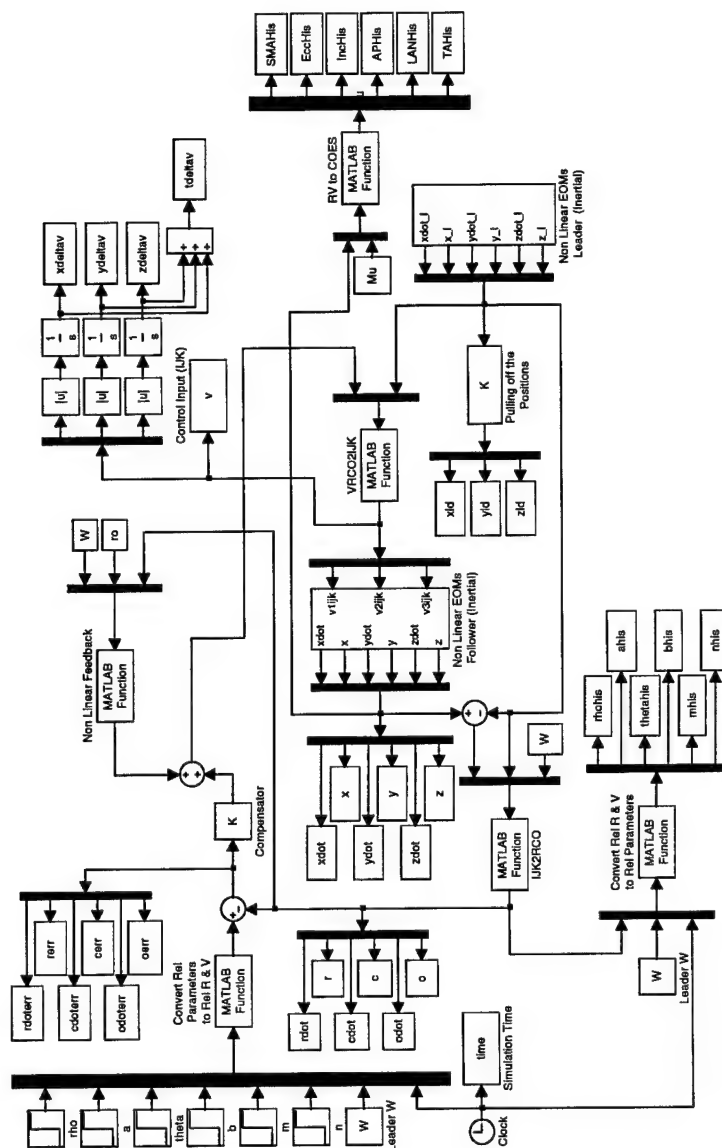 SMAHis
EccHis
IncHis
APHis
LANHis
TAHis
u
RV to COES
MATLAB
Function
Mu
xdot_l
x_l
ydot_l
y_l
zdot_l
z_l
Non Linear EOMs
Leader (Inertial)
tdeltav
xdeltav
ydeltav
zdeltav
+
+
+
1
s
1
s
1
s
|u|
|u|
|u|
Control Input (IJK)
v
VRCO2IJK
MATLAB
Function
K
Pulling off the
Positions
xld
yld
zld
W
ro
Non Linear Feedback
MATLAB
Function
v1ijk
v2ijk
v3ijk
xdot
x
ydot
y
zdot
z
Non Linear EOMs
Follower (Inertial)
+
+
K
Compensator
xdot
x
ydot
y
zdot
z
+
-
W
MATLAB
Function
IJK2RCO
rhohis
ahis
thetahis
bhis
mhis
nhis
Convert Rel R & V
to Rel Parameters
MATLAB
Function
rdoterr
rerr
cdoterr
cerr
odoterr
oerr
+
-
Convert Rel
Parameters
to Rel R & V
MATLAB
Function
rdot
r
cdot
c
odot
o
W
Leader W
rho
a
theta
b
m
n
W
Leader W
time
Simulation Time
Clock